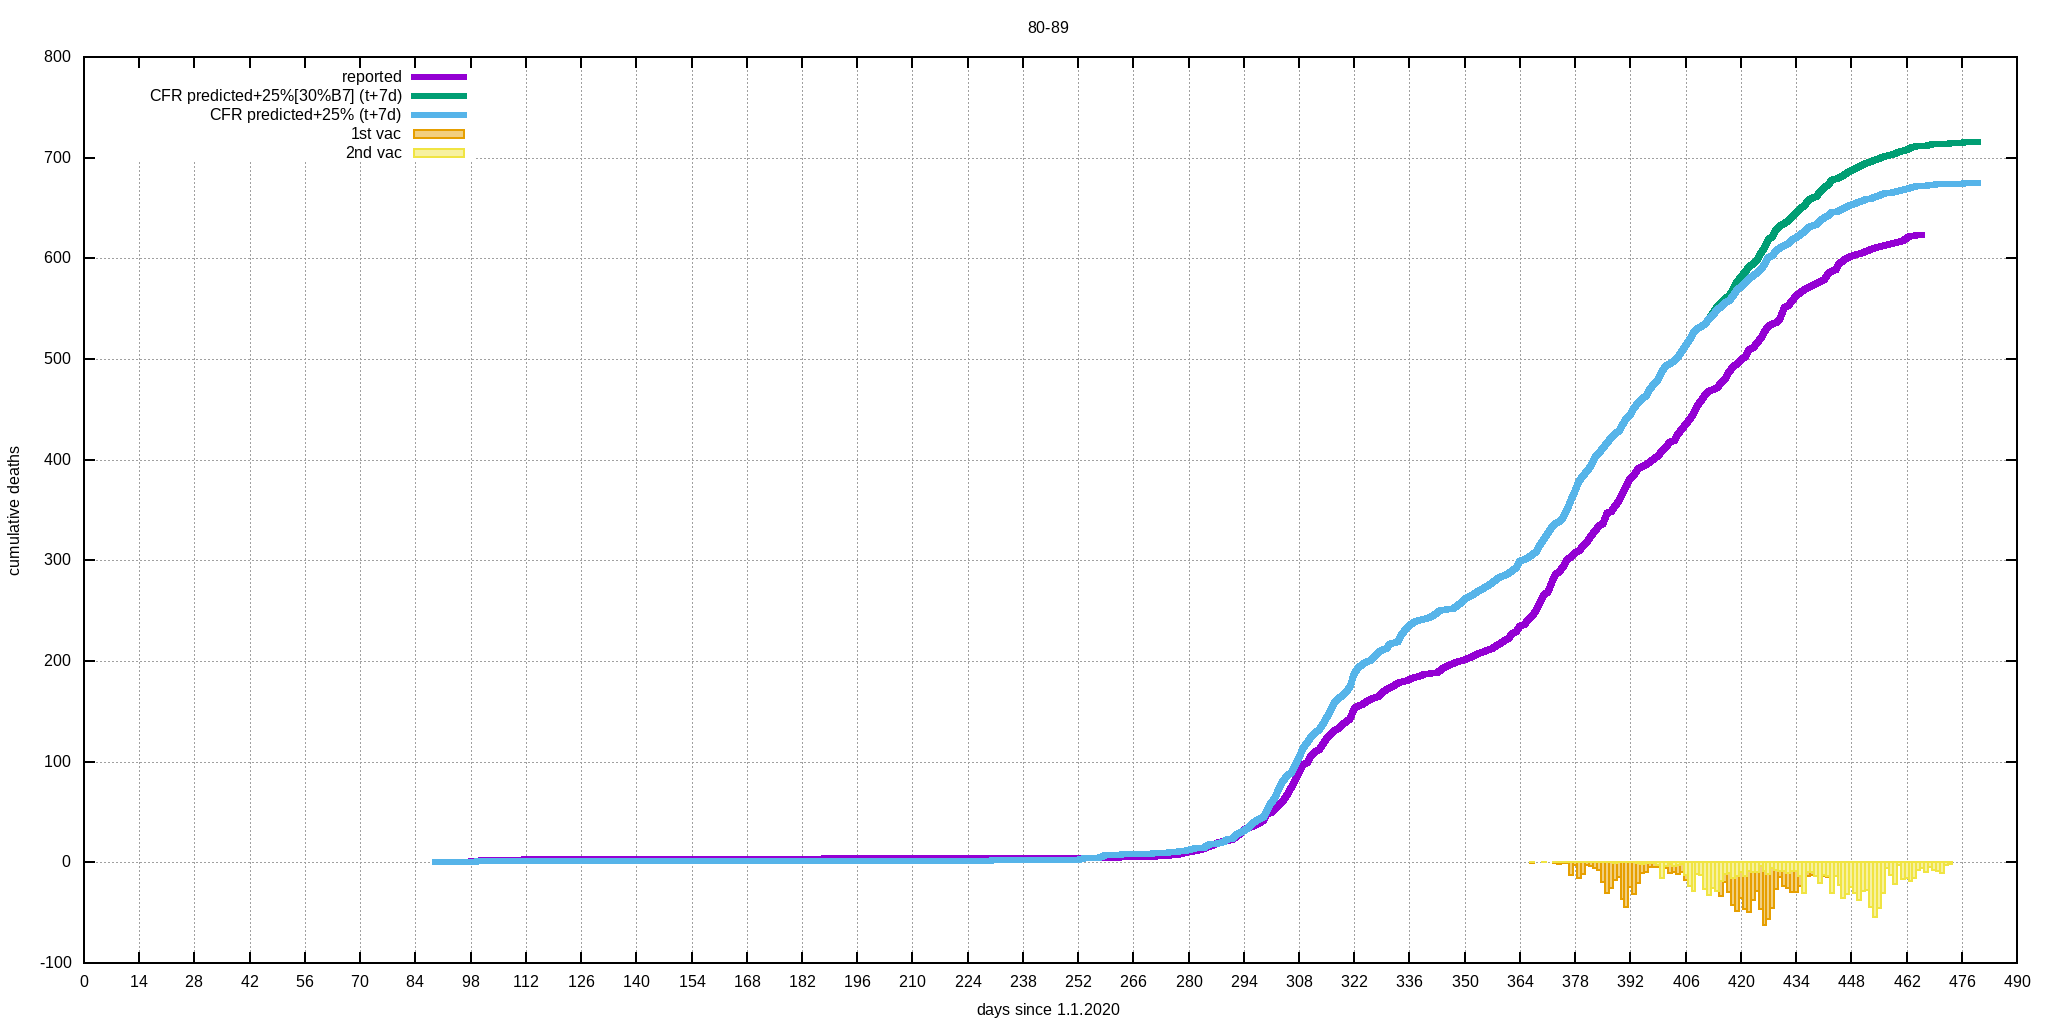 80-89
800
700
600
500
400
300
200
100
0
-100
reported
CFR predicted+25%[30%B7] (t+7d)
CFR predicted+25% (t+7d)
1st vac
2nd vac
cumulative deaths
0 14 28 42 56 70 84 98 112 126 140 154 168 182 196 210 224 238 252 266 280 294 308 322 336 350 364 378 392 406 420 434 448 462 476 490
days since 1.1.2020